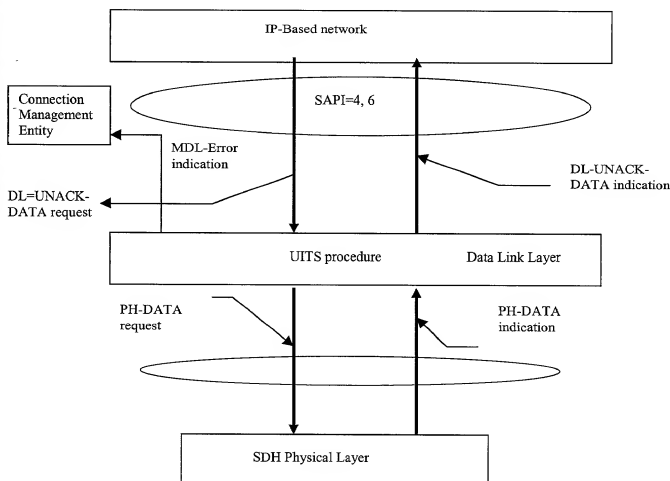 IP-Based network
SAPI=4, 6
Connection
Management
Entity
MDL-Error
indication
DL-UNACK-
DATA indication
DL=UNACK-
DATA request
UITS procedure
Data Link Layer
PH-DATA
request
PH-DATA
indication
SDH Physical Layer